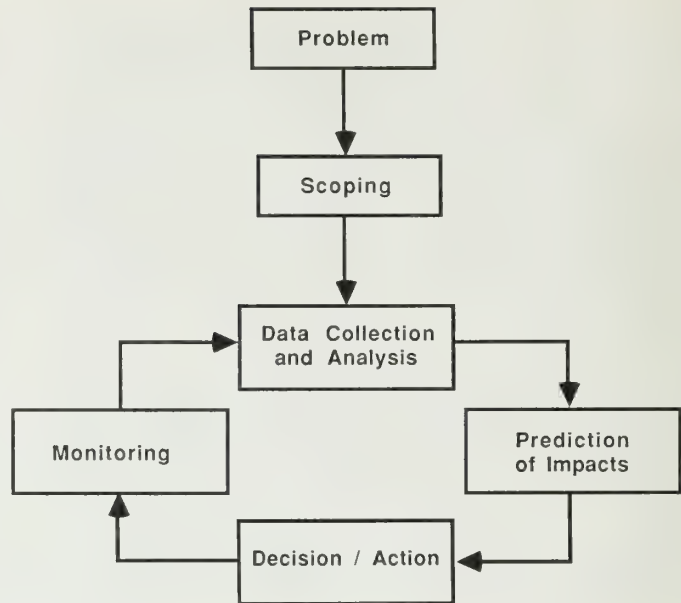 Problem
Scoping
Data Collection
and Analysis
Monitoring
Prediction
of Impacts
Decision / Action